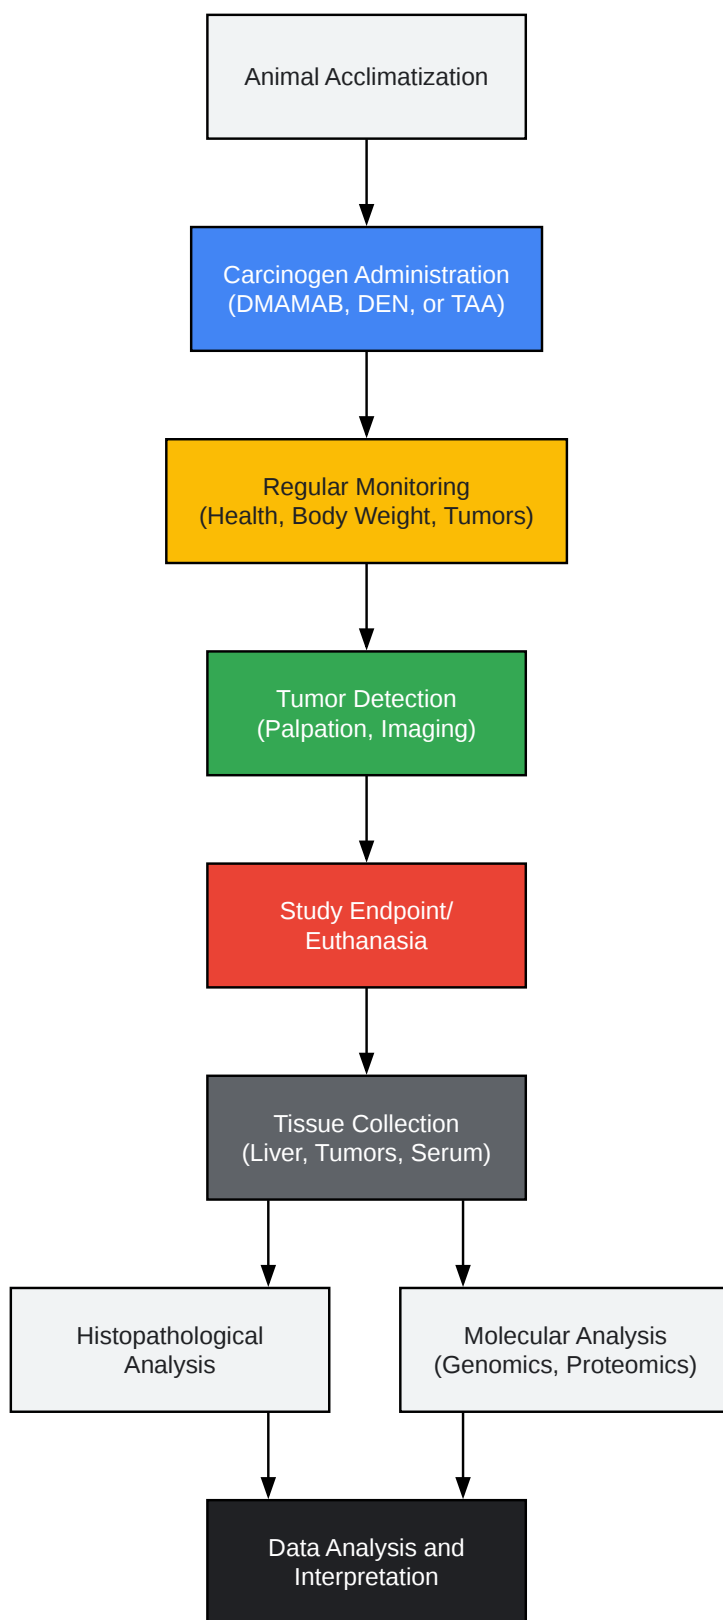 Animal Acclimatization
Carcinogen Administration
(DMAMAB, DEN, or TAA)
Regular Monitoring
(Health, Body Weight, Tumors)
Tumor Detection
(Palpation, Imaging)
Study Endpoint/
Euthanasia
Tissue Collection
(Liver, Tumors, Serum)
Histopathological
Analysis
Molecular Analysis
(Genomics, Proteomics)
Data Analysis and
Interpretation